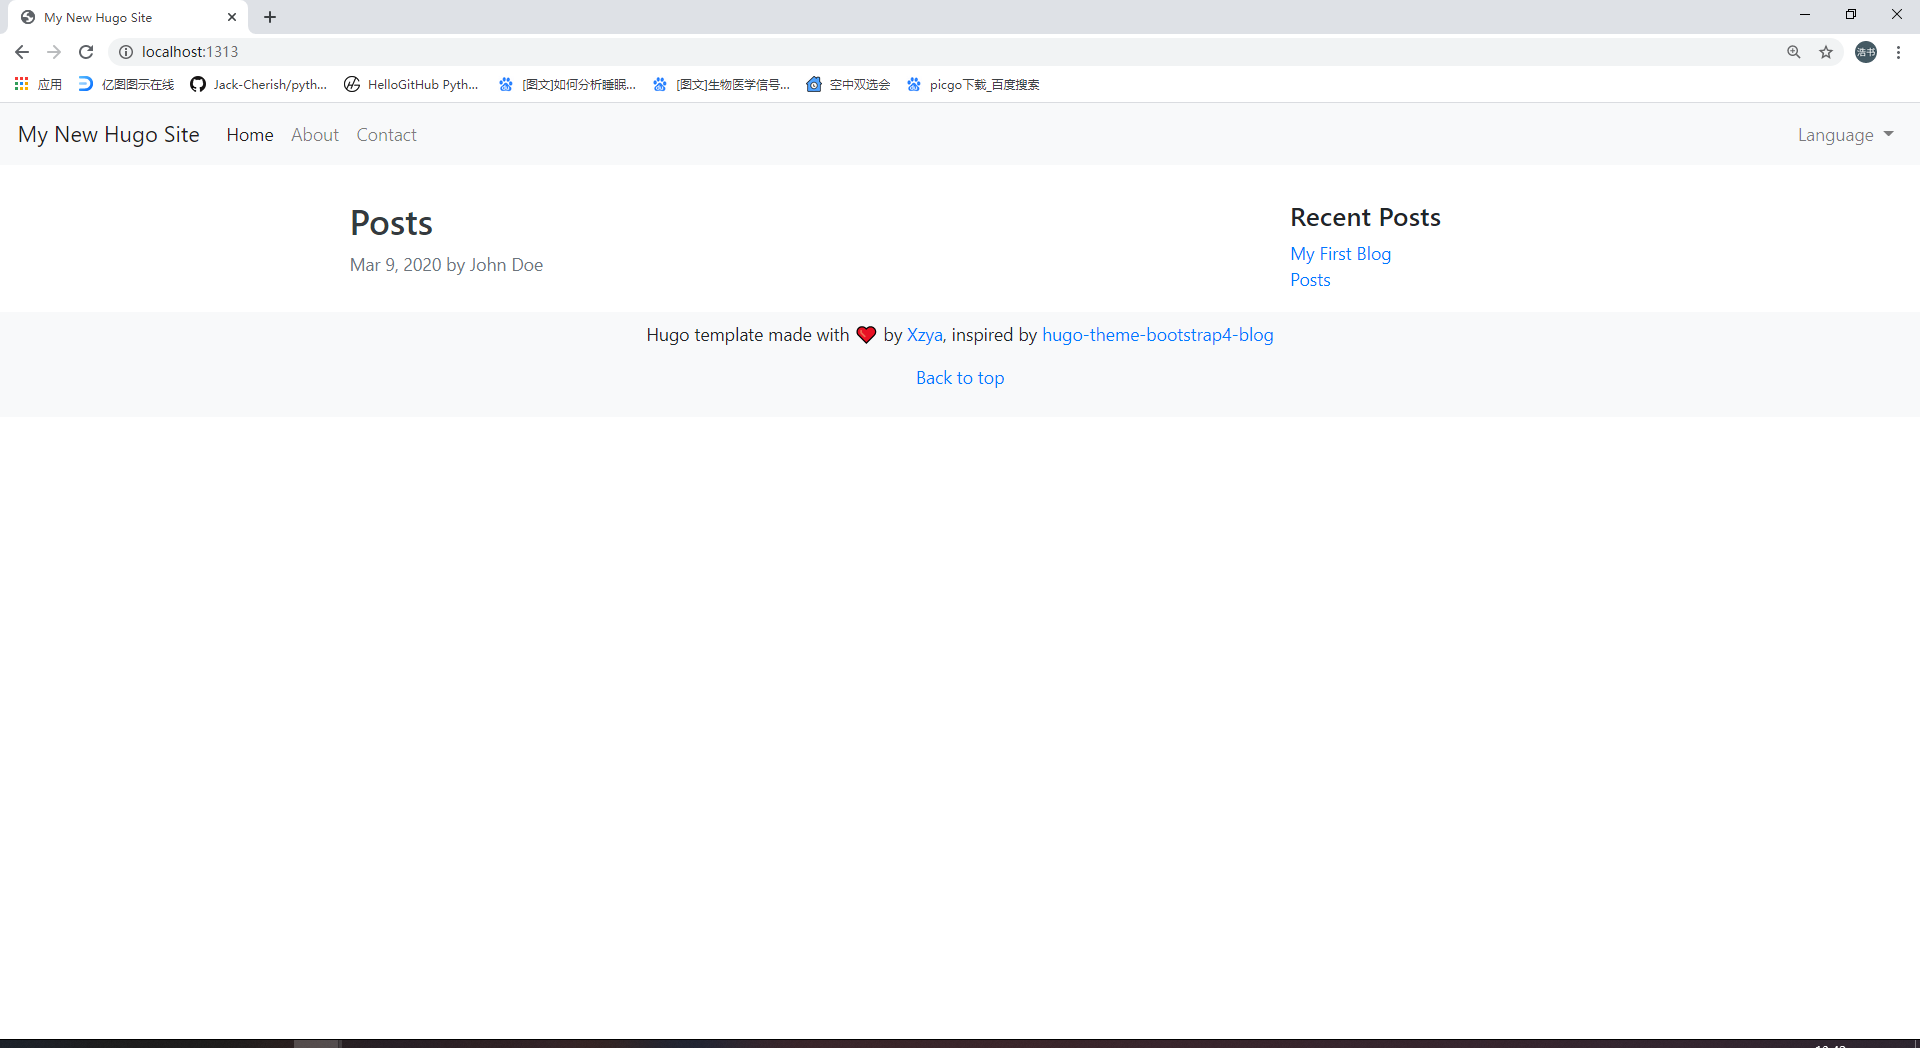 My New Hugo Site
localhost:1313
浩书
应用 亿图图示在线 Jack-Cherish/pyth... HelloGitHub Pyth... [图文]如何分析睡眠... [图文]生物医学信号... 空中双选会 picgo下载_百度搜索
My New Hugo Site Home About Contact Language
Posts
Mar 9, 2020 by John Doe
Recent Posts
My First Blog
Posts
Hugo template made with ❤ by Xzya, inspired by hugo-theme-bootstrap4-blog
Back to top